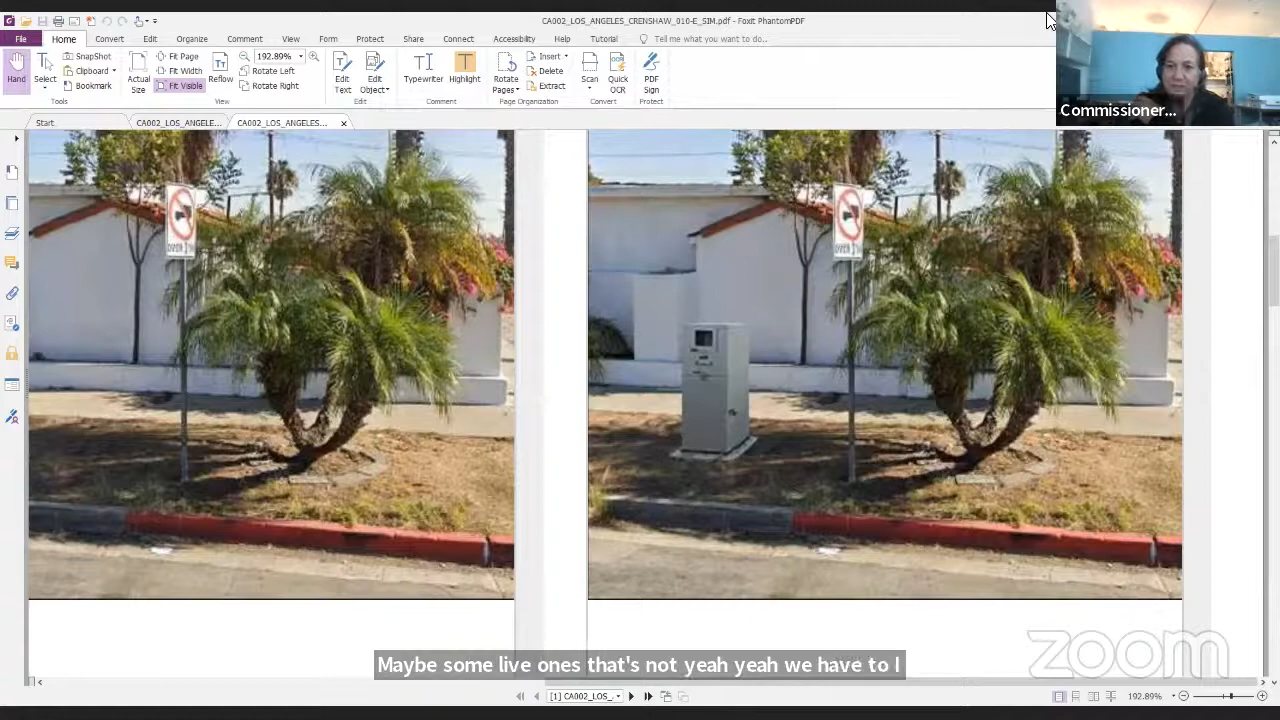 CA002_LOS_ANGELES_CRENSHAW_010-E_SIM.pdf - Foxit PhantomPDF
File Home Convert Edit Organize Comment View Form Protect Share Connect Accessibility Help Tutorial Tell me what you want to do..
Hand
Select
SnapShot
Clipboard
Bookmark
Tools
Actual Size
Fit Page
Fit Width
Fit Visible
Reflow
192.89%
Rotate Left
Rotate Right
View
Edit Text
Edit Object
Edit
Typewriter
Highlight
Comment
Rotate Pages
Insert
Delete
Extract
Page Organization
Scan
Quick OCR
Convert
PDF Sign
Protect
Commissioner...
Start CA002_LOS_ANGELE... CA002_LOS_ANGELES...
OVER
OVER
Maybe some live ones that's not yeah yeah we have to I
zoom
[1] CA002_LOS_ 192.89%